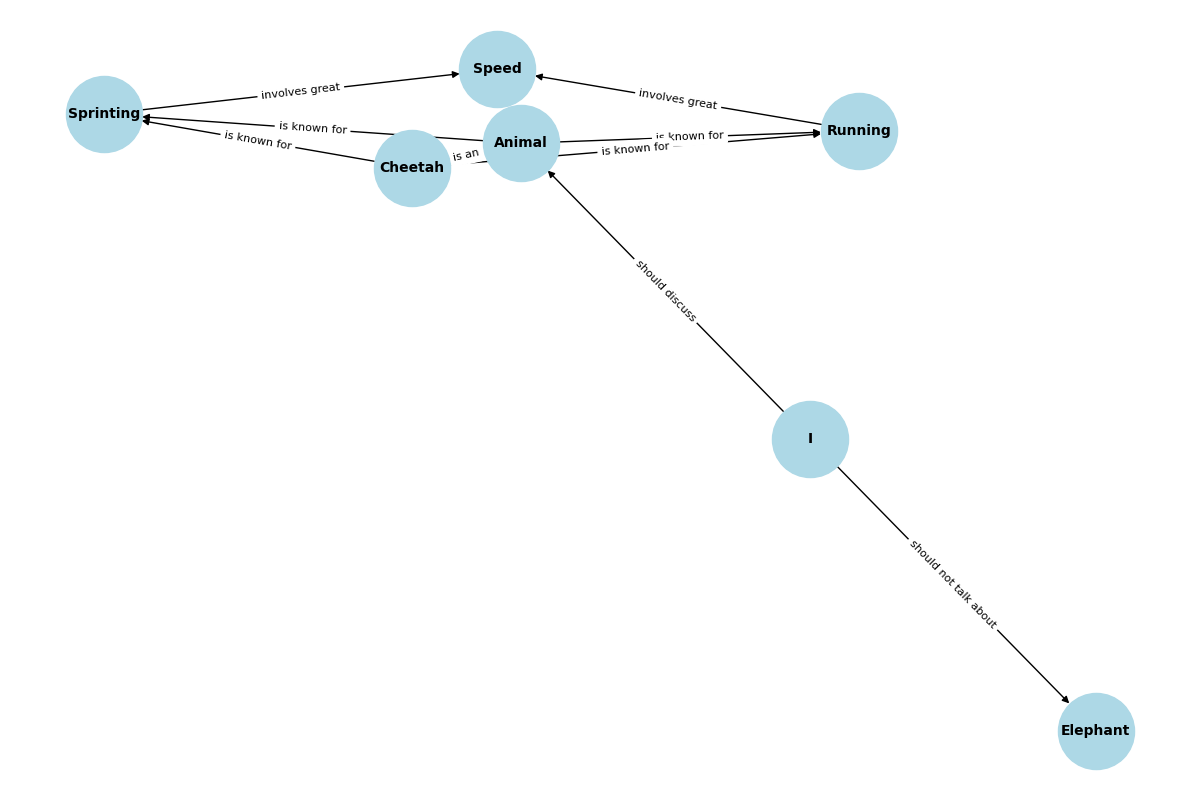 Speed
involves great
involves great
Sprinting
is known for
is known for
Running
is known for
Animal
is known for
is an
Cheetah
should discuss
I
should not talk about
Elephant